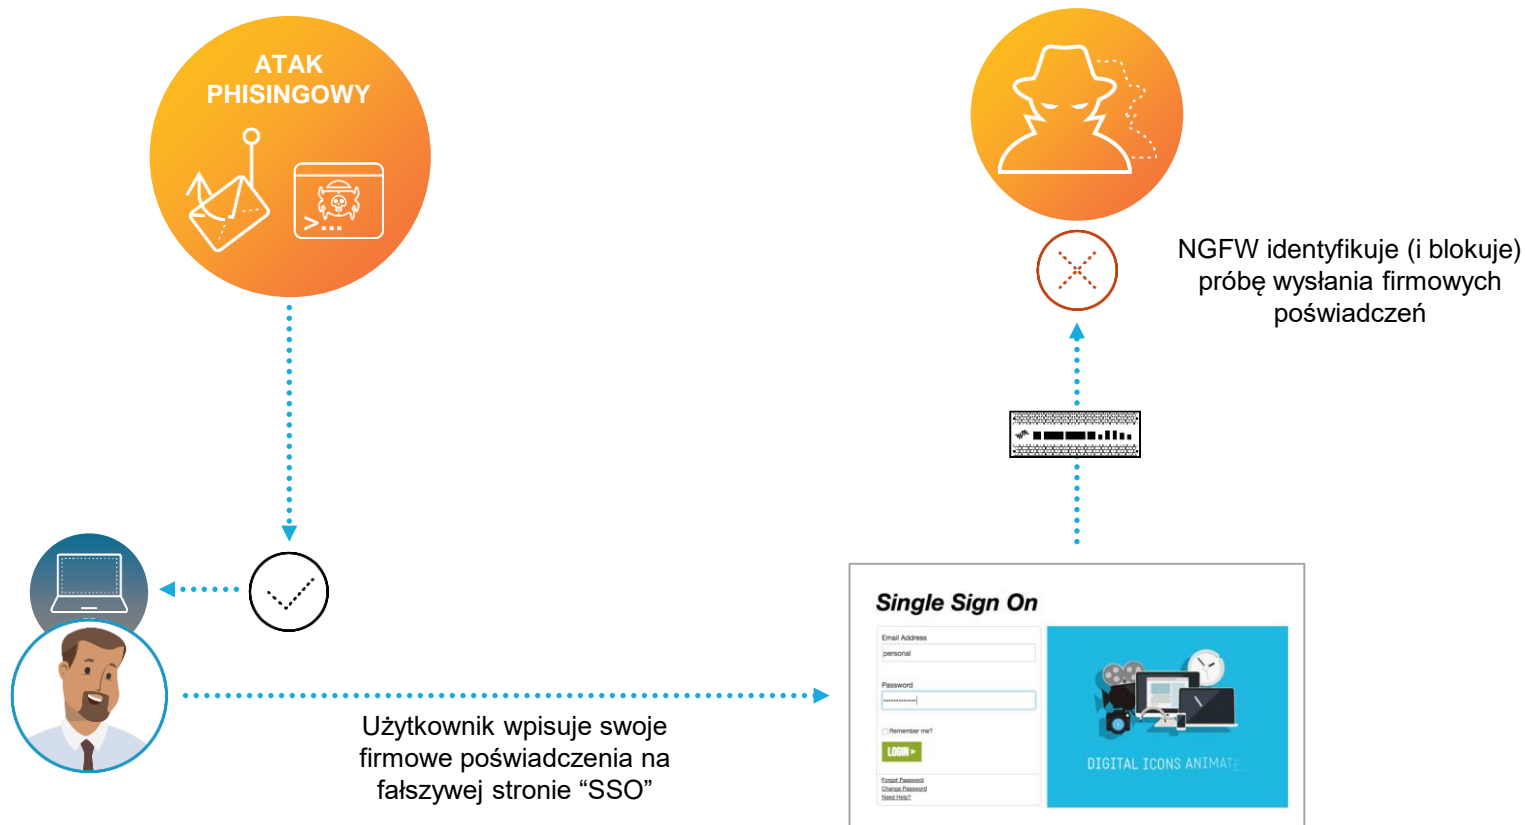 ATAK
PHISINGOWY
>...
NGFW identyfikuje (i blokuje)
próbę wysłania firmowych
poświadczeń
Użytkownik wpisuje swoje
firmowe poświadczenia na
fałszywej stronie “SSO”
Single Sign On
Email Address
personal
Password
Remember me?
LOGIN >
Forgot Password
Change Password
Need Help?
DIGITAL ICONS ANIMATE